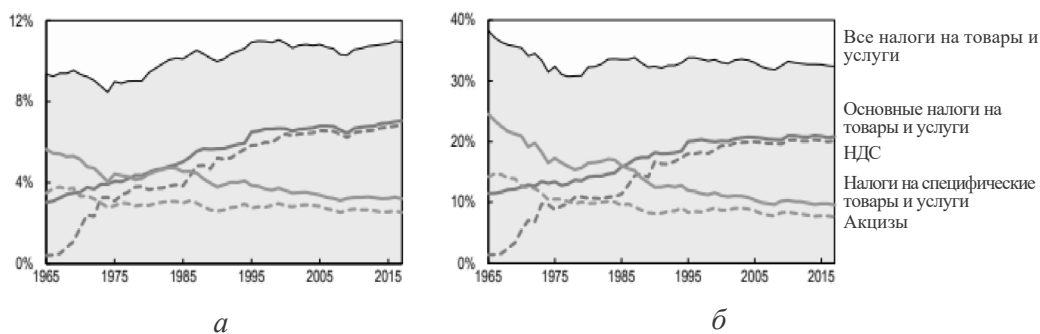 12%
8%
4%
0%
1965 1975 1985 1995 2005 2015
а
40%
30%
20%
10%
0%
1965 1975 1985 1995 2005 2015
б
Все налоги на товары и
услуги
Основные налоги на
товары и услуги
НДС
Налоги на специфические
товары и услуги
Акцизы